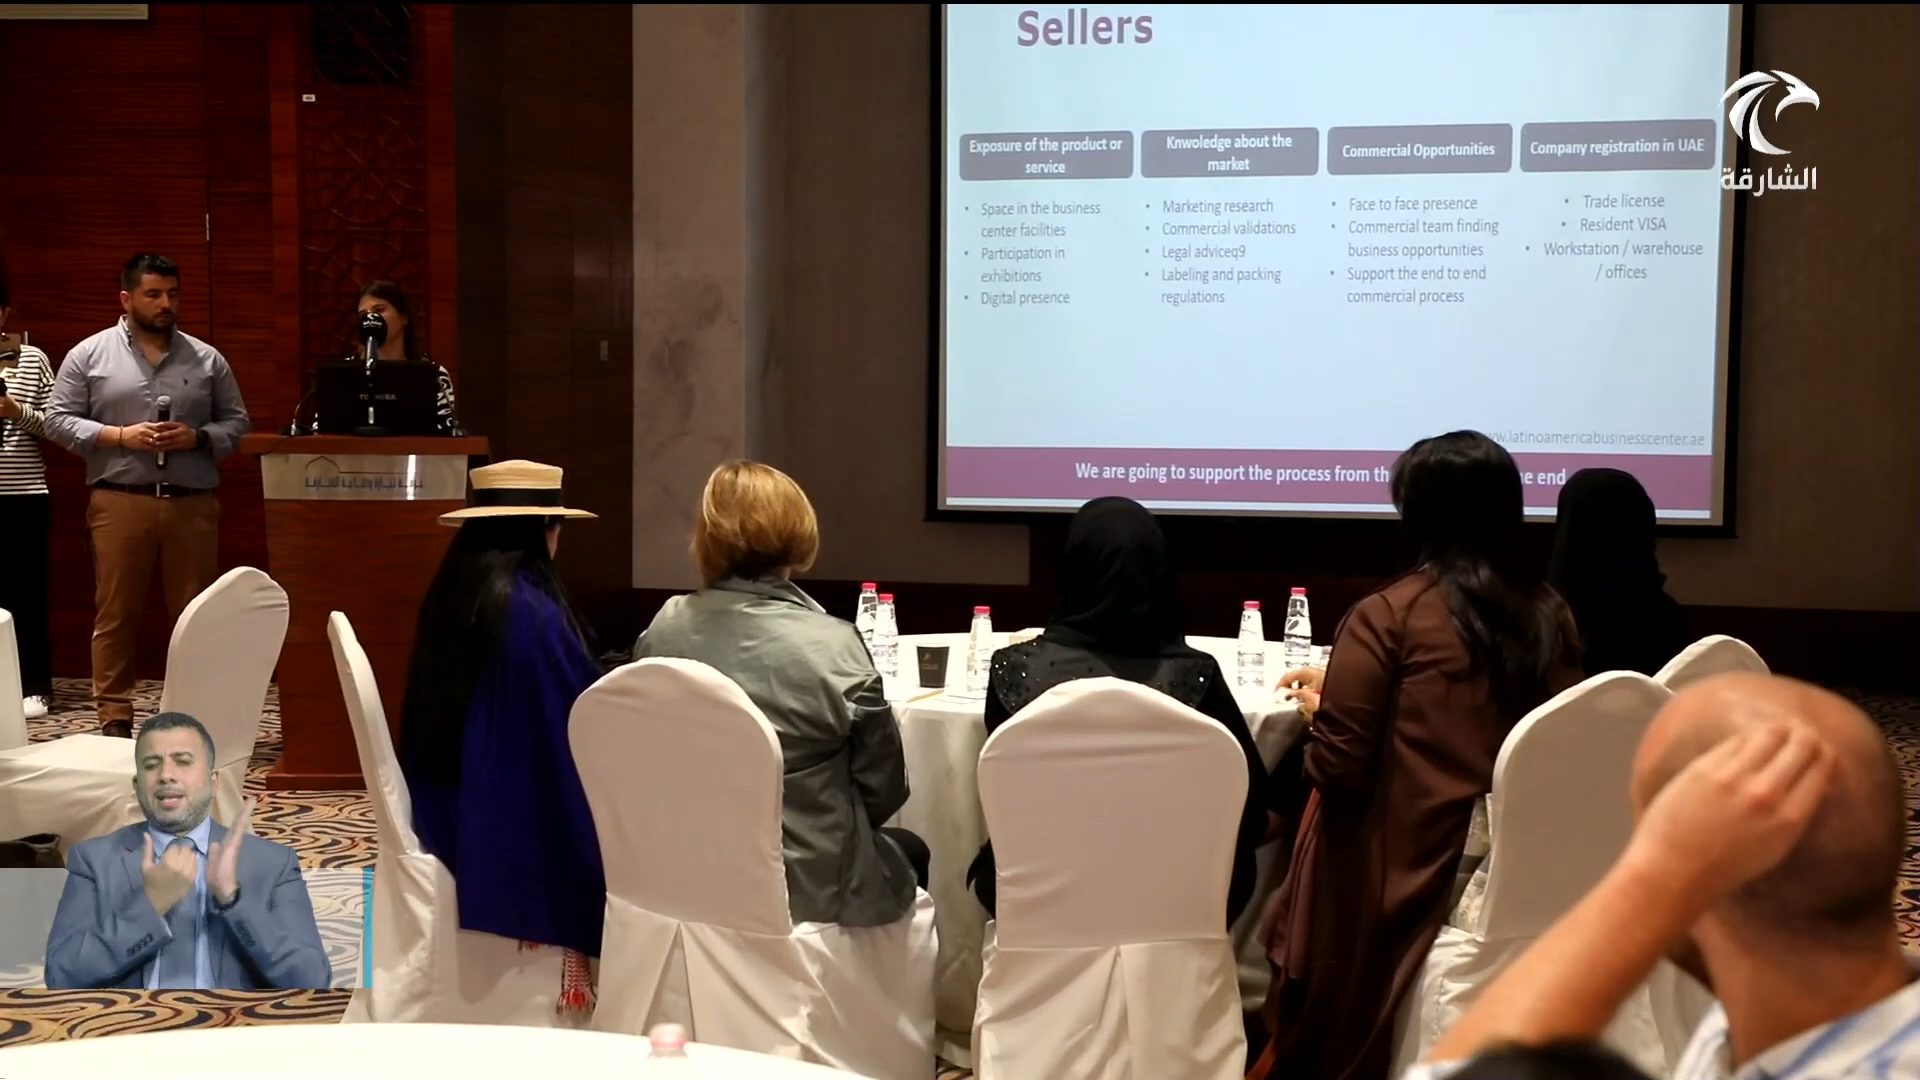 Sellers
الشارقة
Exposure of the product or
service
• Space in the business
center facilities
• Participation in
exhibitions
• Digital presence
Knwoledge about the
market
• Marketing research
• Commercial validations
• Legal adviceq9
• Labeling and packing
regulations
Commercial Opportunities
• Face to face presence
• Commercial team finding
business opportunities
• Support the end to end
commercial process
Company registration in UAE
• Trade license
• Resident VISA
• Workstation / warehouse
/ offices
www.latinoamericabusinesscenter.ae
We are going to support the process from th
e end
TOSHIBA
غرفة تجارة وصناعة الشارقة